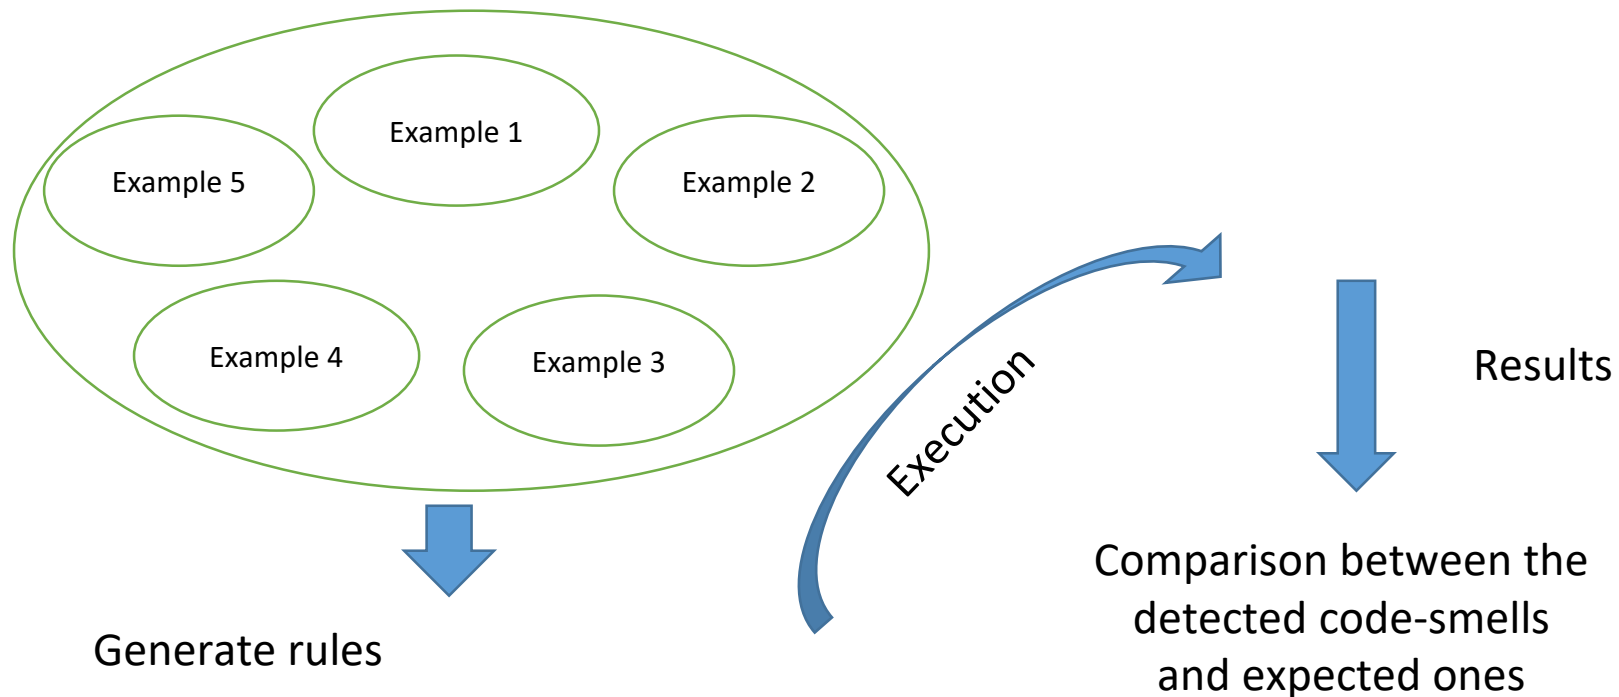 Example 1
Example 5
Example 2
Example 4
Example 3
Execution
Results
Generate rules
Comparison between the
detected code-smells
and expected ones